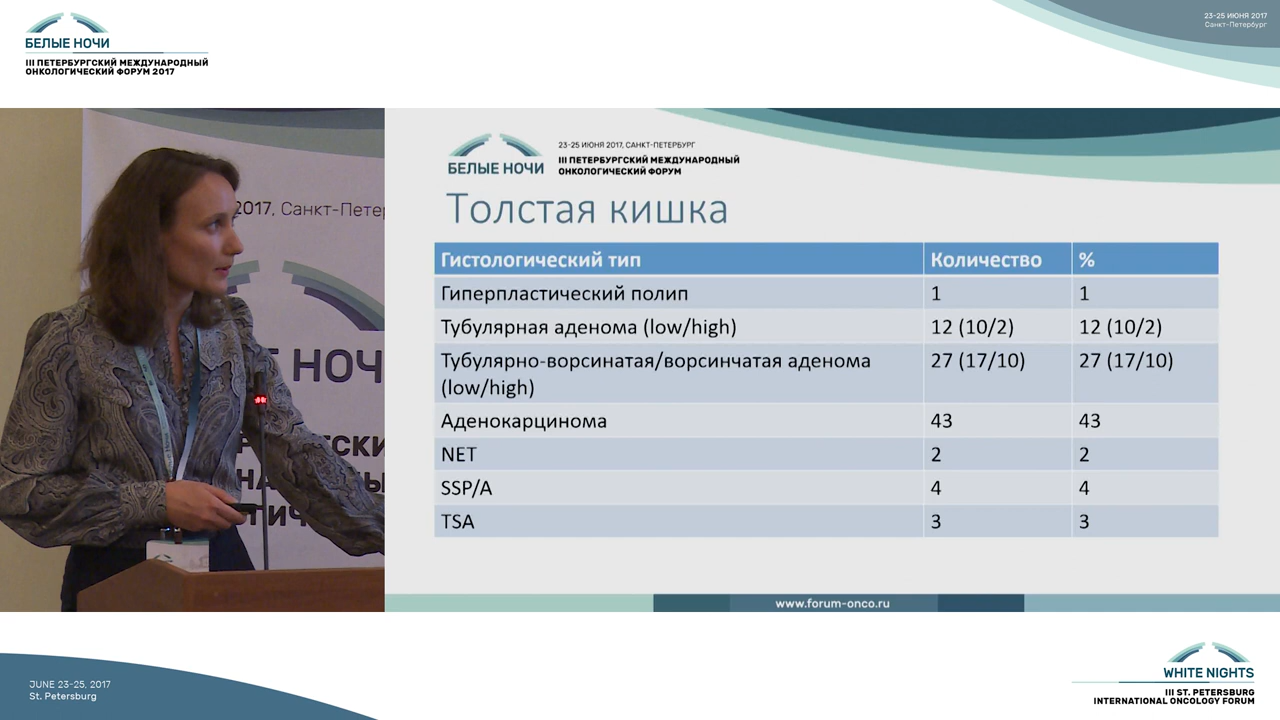 БЕЛЫЕ НОЧИ
III ПЕТЕРБУРГСКИЙ МЕЖДУНАРОДНЫЙ
ОНКОЛОГИЧЕСКИЙ ФОРУМ 2017
23-25 ИЮНЯ 2017
Санкт-Петербург
2017, Санкт-Петер
НОЧ
23-25 ИЮНЯ 2017, САНКТ-ПЕТЕРБУРГ
БЕЛЫЕ НОЧИ
III ПЕТЕРБУРГСКИЙ МЕЖДУНАРОДНЫЙ
ОНКОЛОГИЧЕСКИЙ ФОРУМ
Толстая кишка
Гистологический тип Количество %
Гиперпластический полип 1 1
Тубулярная аденома (low/high) 12 (10/2) 12 (10/2)
Тубулярно-ворсинатая/ворсинчатая аденома
(low/high) 27 (17/10) 27 (17/10)
Аденокарцинома 43 43
NET 2 2
SSP/A 4 4
TSA 3 3
www.forum-onco.ru
JUNE 23-25, 2017
St. Petersburg
WHITE NIGHTS
III ST. PETERSBURG
INTERNATIONAL ONCOLOGY FORUM